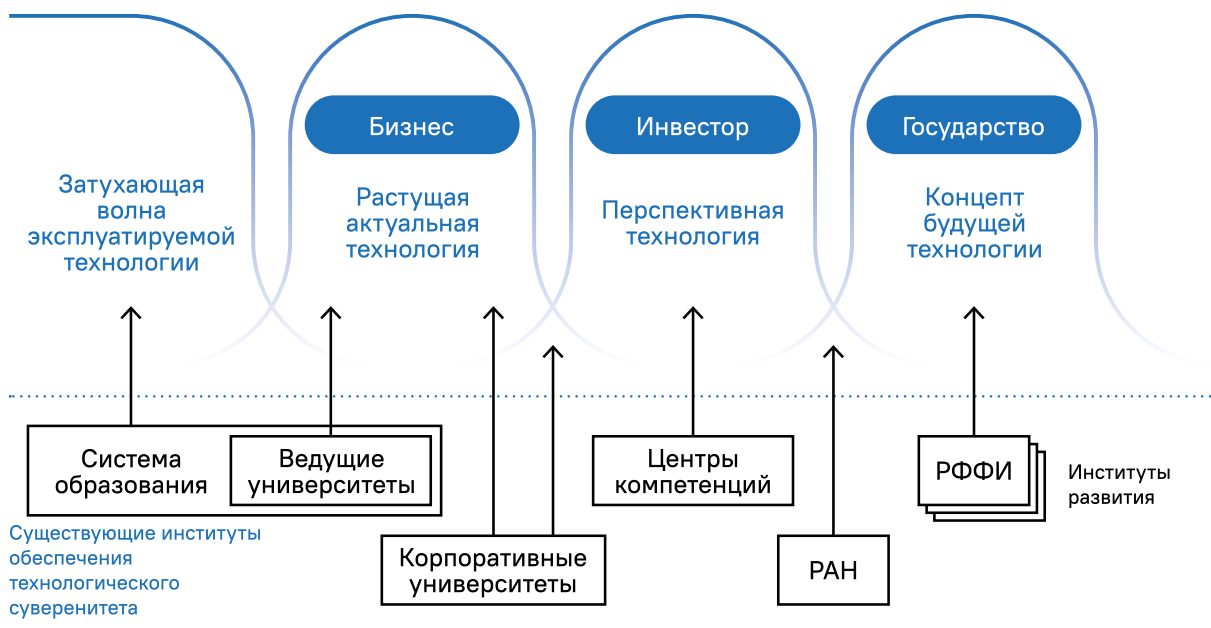 Бизнес
Инвестор
Государство
Затухающая
волна
эксплуатируемой
технологии
Растущая
актуальная
технология
Перспективная
технология
Концепт
будущей
технологии
Система
образования
Ведущие
университеты
Центры
компетенций
РФФИ
Институты
развития
Существующие институты
обеспечения
технологического
суверенитета
Корпоративные
университеты
РАН